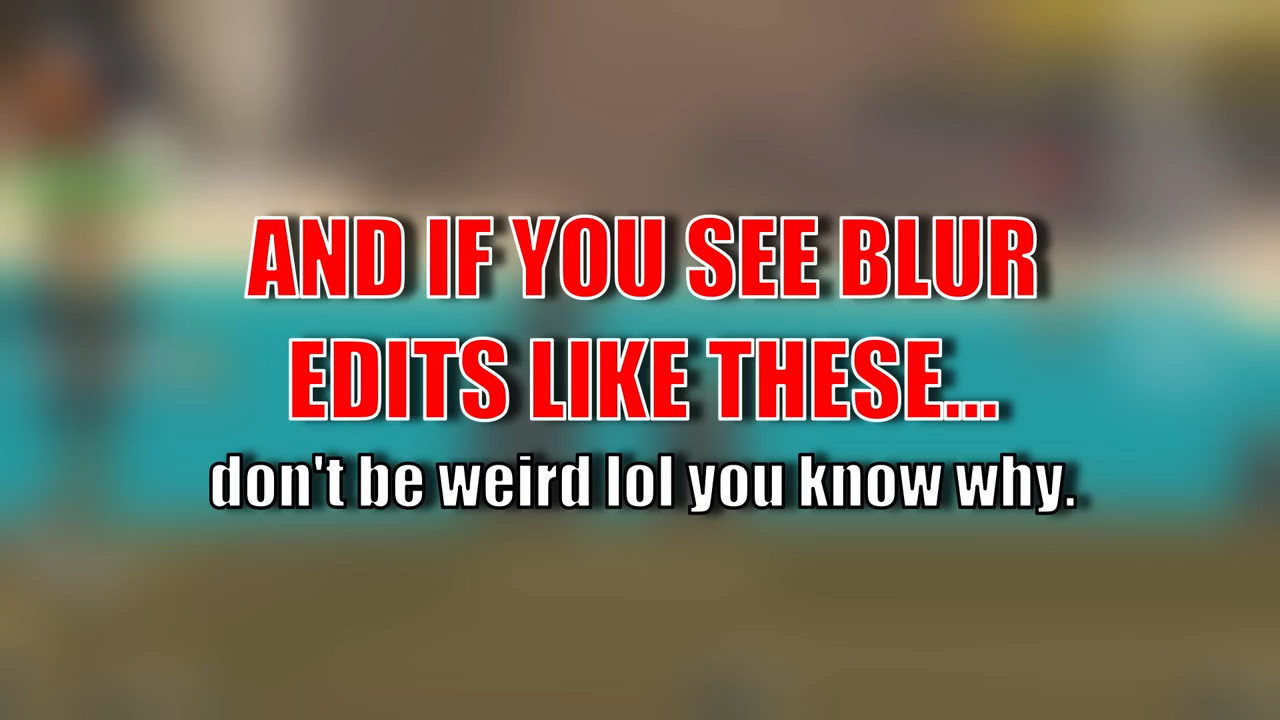 AND IF YOU SEE BLUR
EDITS LIKE THESE...
don't be weird lol you know why.